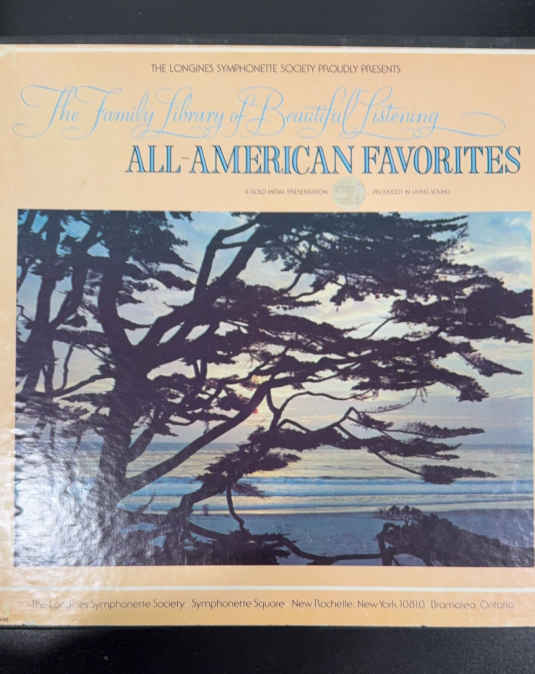 THE LONGINES SYMPHONETTE SOCIETY PROUDLY PRESENTS
The Family Library of Beautiful Listening
ALL-AMERICAN FAVORITES
A GOLD MEDAL PRESENTATION PRODUCED IN LIVING SOUND
The Longines Symphonette Society Symphonette Square New Rochelle, New York 10810 Bramalea, Ontario